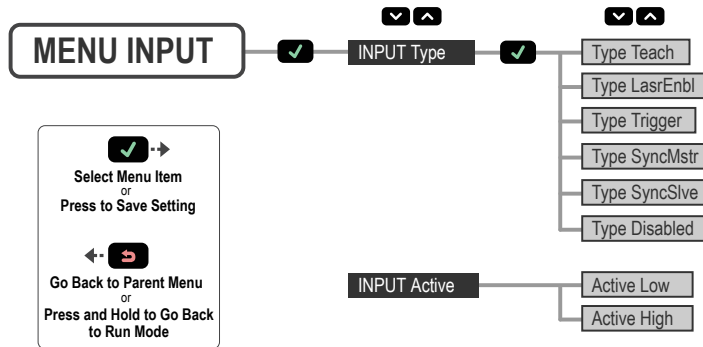 MENU INPUT
INPUT Type
Type Teach
Type LasrEnbl
Type Trigger
Type SyncMstr
Type SyncSlve
Type Disabled
INPUT Active
Active Low
Active High
Select Menu Item
or
Press to Save Setting
Go Back to Parent Menu
or
Press and Hold to Go Back
to Run Mode